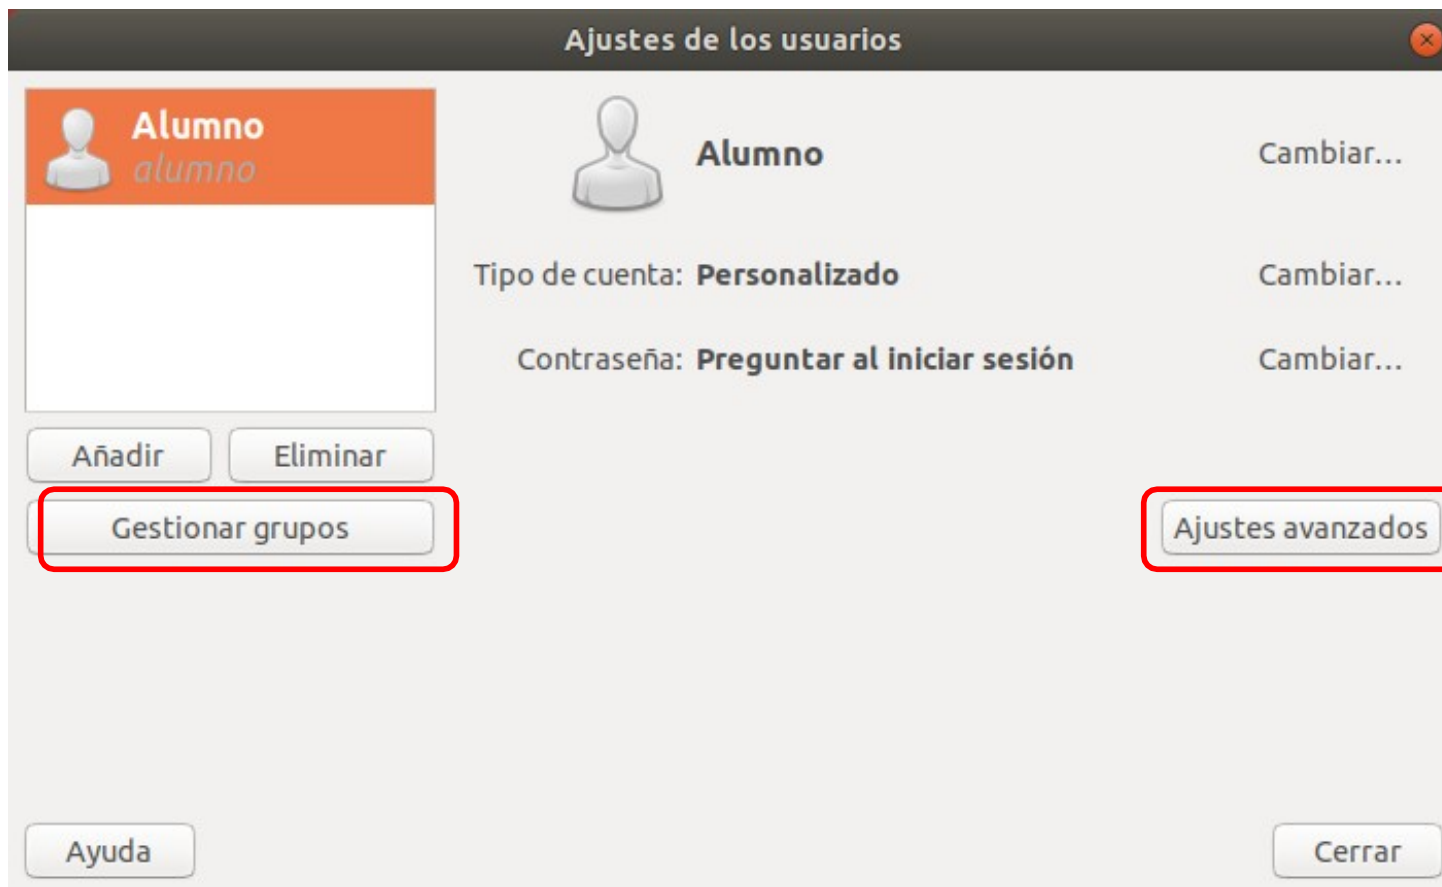 Ajustes de los usuarios
Alumno
alumno
Alumno
Cambiar...
Tipo de cuenta: Personalizado
Cambiar...
Contraseña: Preguntar al iniciar sesión
Cambiar...
Añadir
Eliminar
Gestionar grupos
Ajustes avanzados
Ayuda
Cerrar